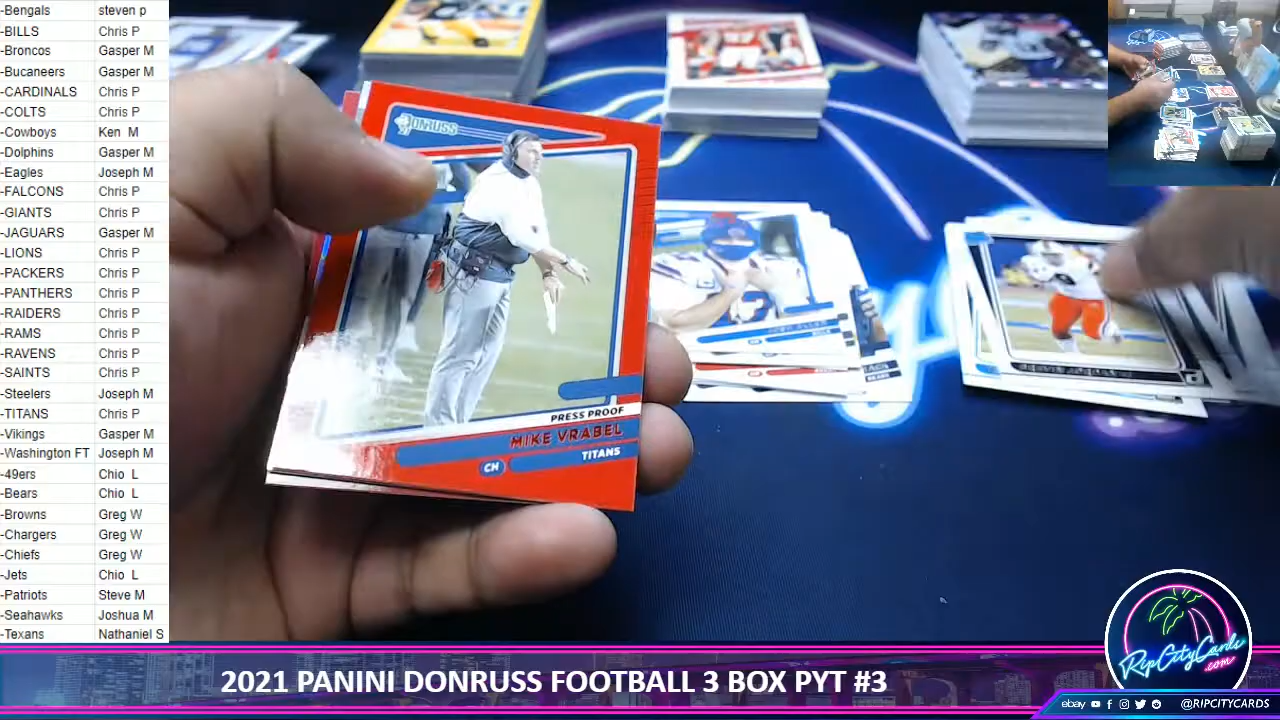 -Bengals steven p
-BILLS Chris P
-Broncos Gasper M
-Bucaneers Gasper M
-CARDINALS Chris P
-COLTS Chris P
-Cowboys Ken M
-Dolphins Gasper M
-Eagles Joseph M
-FALCONS Chris P
-GIANTS Chris P
-JAGUARS Gasper M
-LIONS Chris P
-PACKERS Chris P
-PANTHERS Chris P
-RAIDERS Chris P
-RAMS Chris P
-RAVENS Chris P
-SAINTS Chris P
-Steelers Joseph M
-TITANS Chris P
-Vikings Gasper M
-Washington FT Joseph M
-49ers Chio L
-Bears Chio L
-Browns Greg W
-Chargers Greg W
-Chiefs Greg W
-Jets Chio L
-Patriots Steve M
-Seahawks Joshua M
-Texans Nathaniel S
DONRUSS
PRESS PROOF
MIKE VRABEL
CH TITANS
BEARS
2021 PANINI DONRUSS FOOTBALL 3 BOX PYT #3
RipCityCards
.com
ebay @RIPCITYCARDS